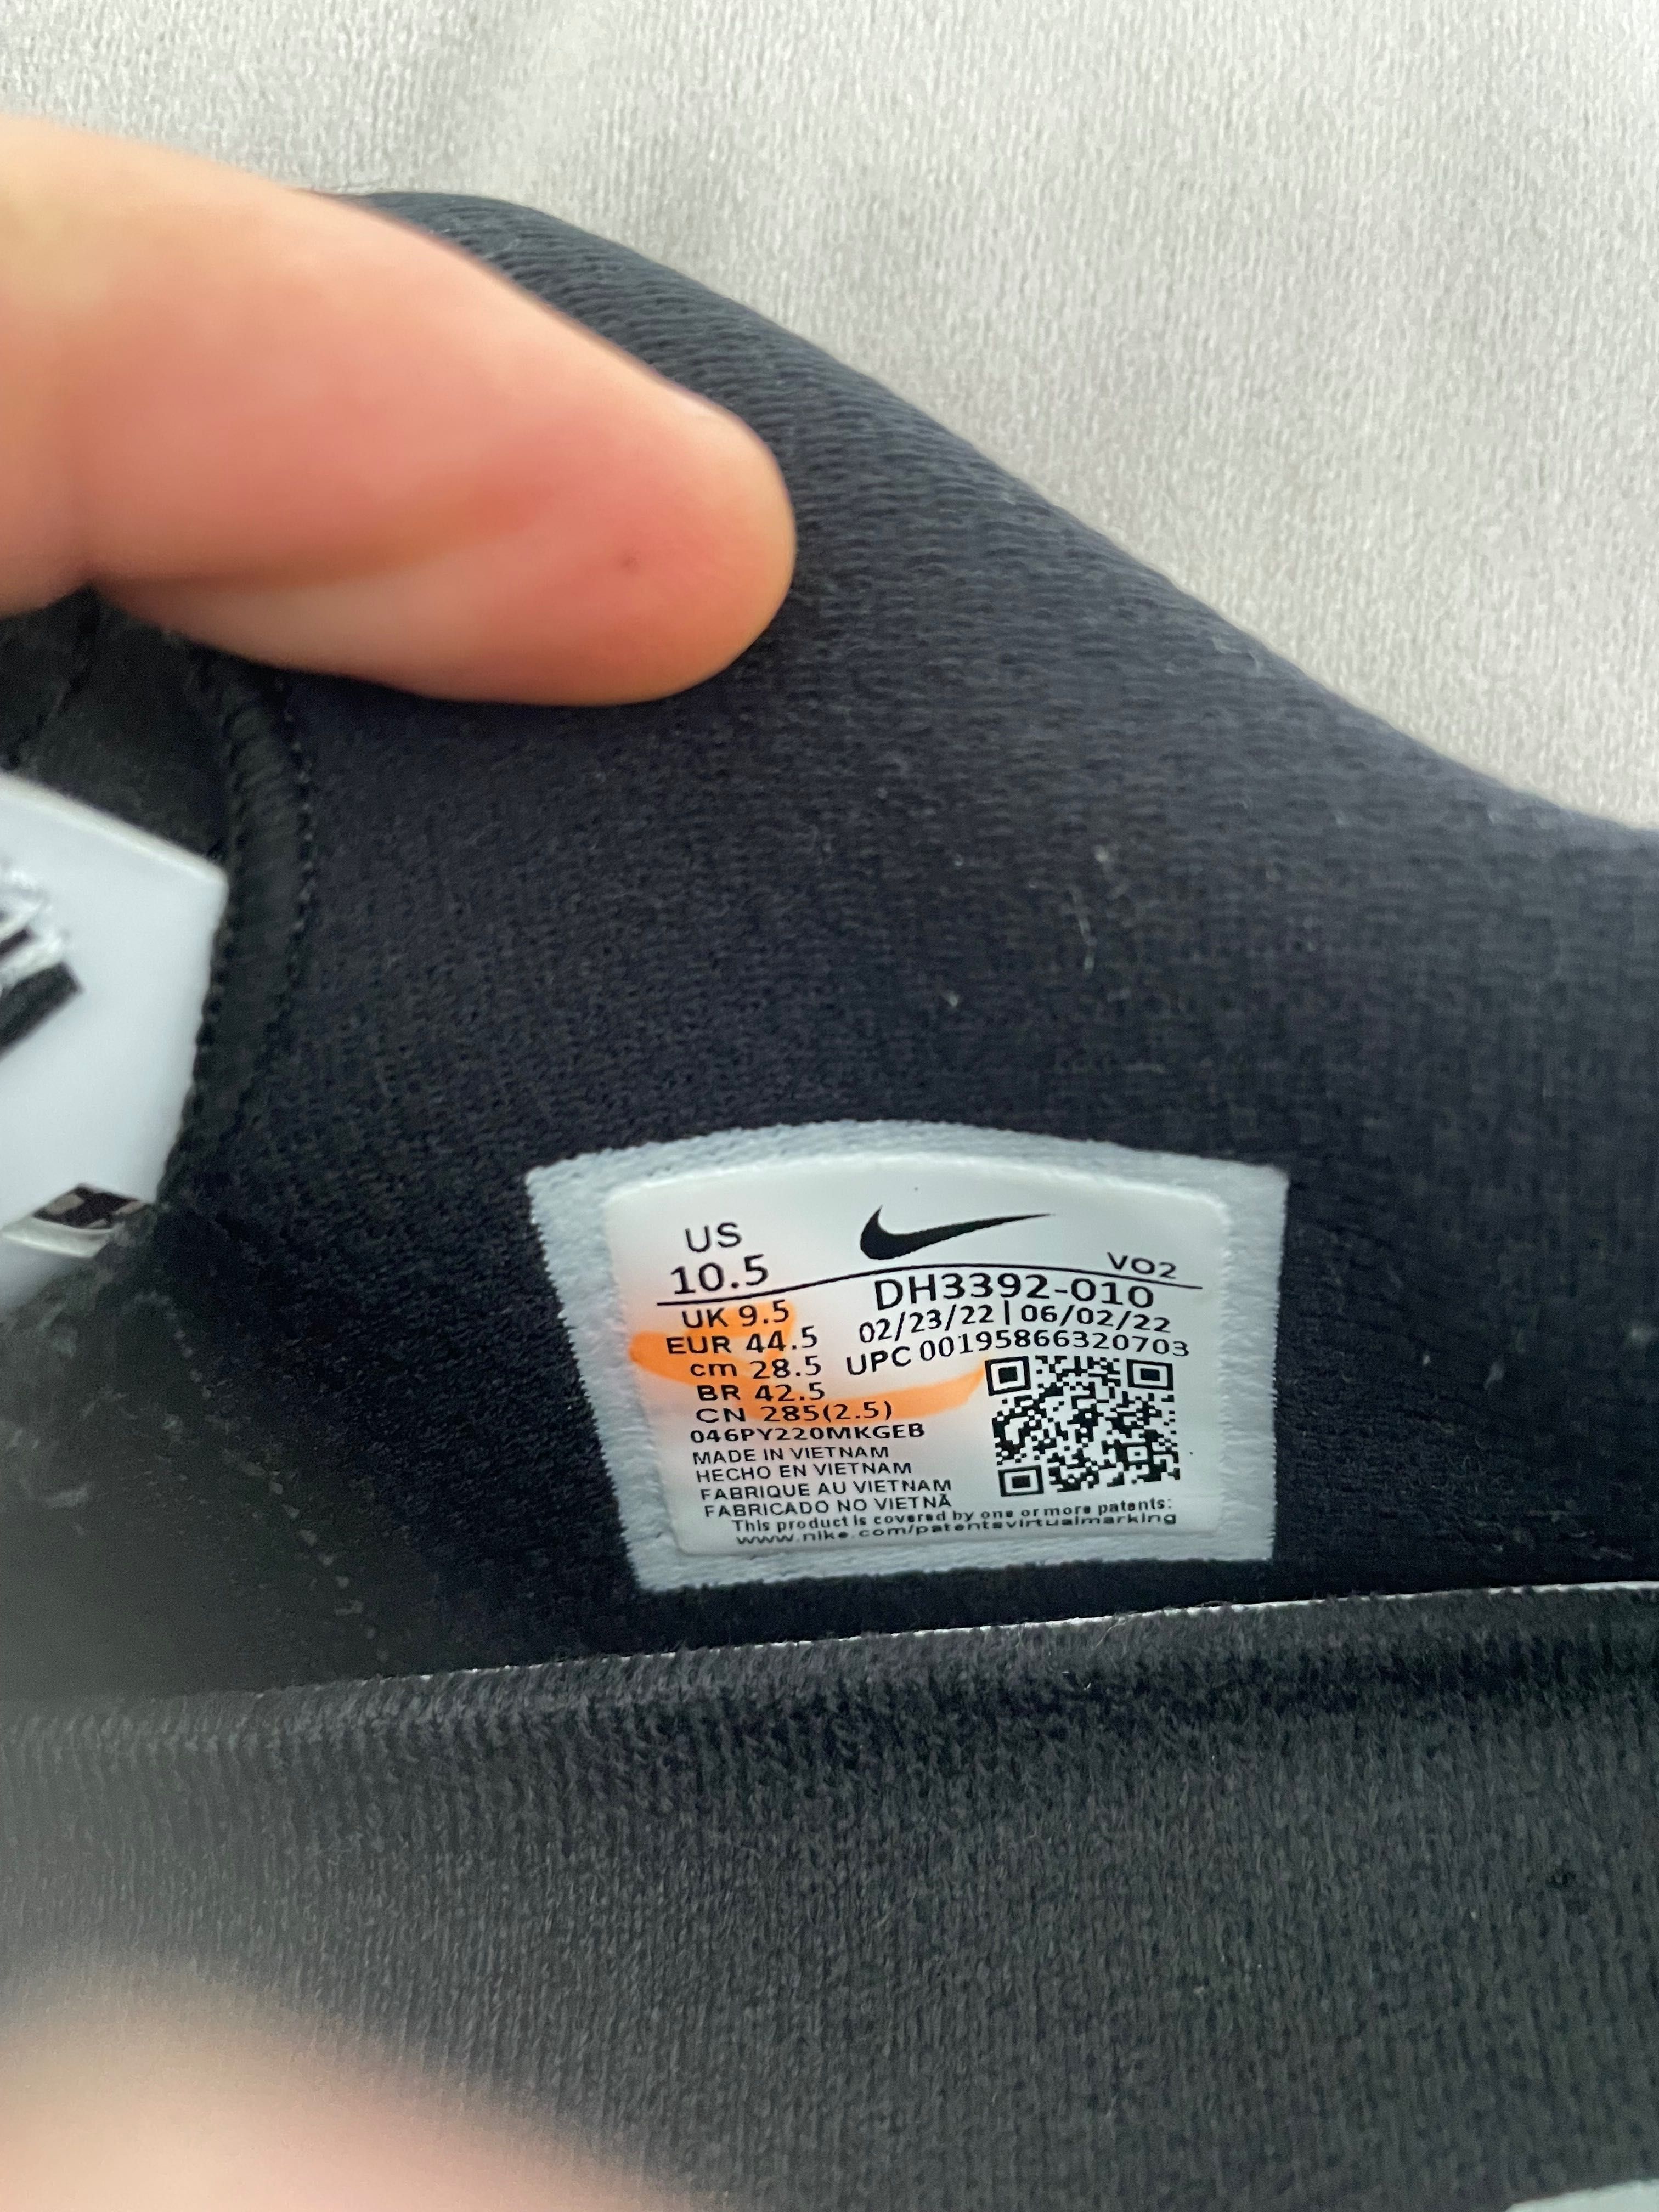 US
10.5
VO2
UK 9.5
EUR 44.5
cm 28.5
BR 42.5
CN 285(2.5)
DH3392-010
02/23/22 | 06/02/22
UPC 00195866320703
046PY220MKGEB
MADE IN VIETNAM
HECHO EN VIETNAM
FABRIQUE AU VIETNAM
FABRICADO NO VIETNÃ
This product is covered by one or more patents:
www.nike.com/patentsvirtualmarking